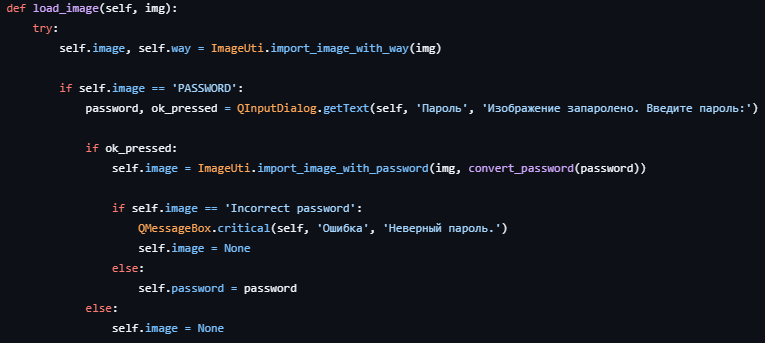 def load_image(self, img):
    try:
        self.image, self.way = ImageUti.import_image_with_way(img)
        if self.image == 'PASSWORD':
            password, ok_pressed = QInputDialog.getText(self, 'Пароль', 'Изображение запаролено. Введите пароль:')
            if ok_pressed:
                self.image = ImageUti.import_image_with_password(img, convert_password(password))
                if self.image == 'Incorrect password':
                    QMessageBox.critical(self, 'Ошибка', 'Неверный пароль.')
                    self.image = None
                else:
                    self.password = password
            else:
                self.image = None